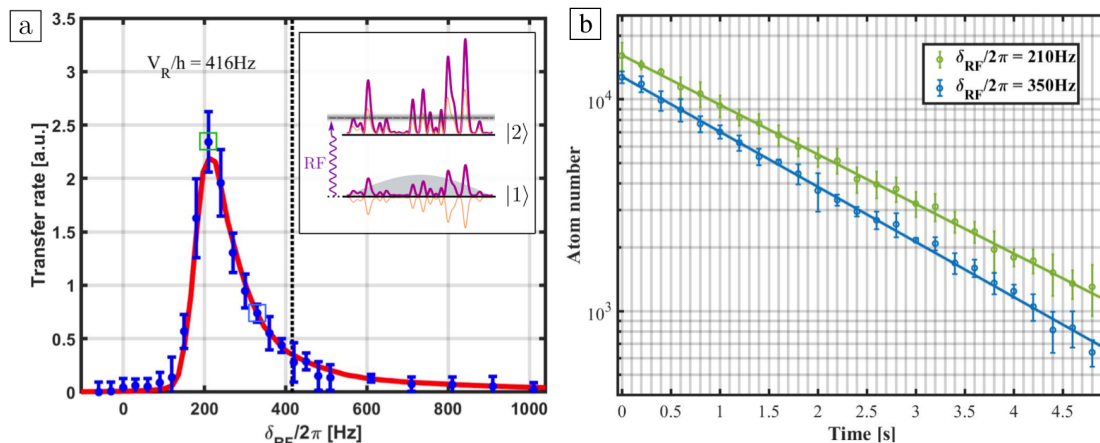 a
V_R/h = 416Hz
Transfer rate [a.u.]
3.5
3
2.5
2
1.5
1
0.5
0
0 200 400 600 800 1000
δ_RF/2π [Hz]
RF
|2⟩
|1⟩
b
δ_RF/2π = 210Hz
δ_RF/2π = 350Hz
Atom number
10^4
10^3
0 0.5 1 1.5 2 2.5 3 3.5 4 4.5
Time [s]